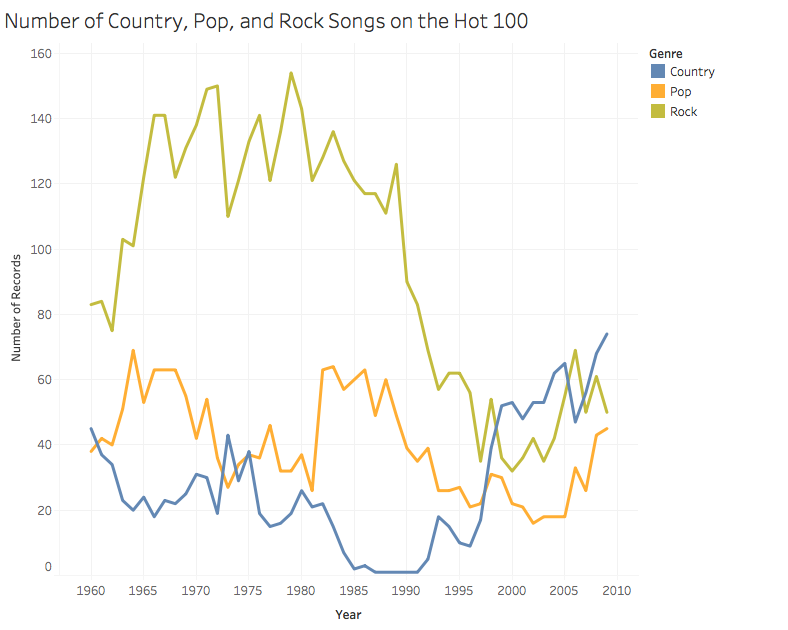 Number of Country, Pop, and Rock Songs on the Hot 100
Genre
Country
Pop
Rock
160
140
120
100
80
60
40
20
0
Number of Records
1960 1965 1970 1975 1980 1985 1990 1995 2000 2005 2010
Year